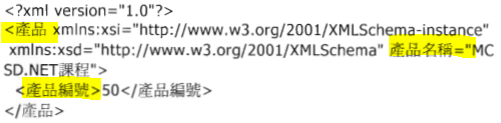 <?xml version="1.0"?>
<產品 xmlns:xsi="http://www.w3.org/2001/XMLSchema-instance"
xmlns:xsd="http://www.w3.org/2001/XMLSchema" 產品名稱="MC
SD.NET課程">
<產品編號>50</產品編號>
</產品>